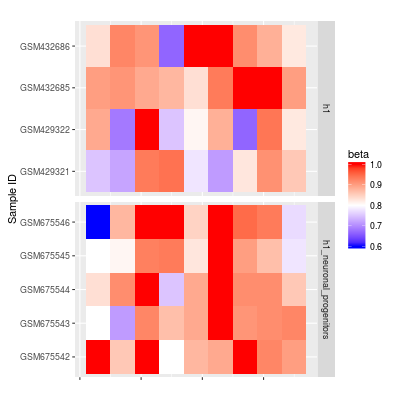 GSM432686
GSM432685
GSM429322
GSM429321
h1
GSM675546
GSM675545
GSM675544
GSM675543
GSM675542
h1_neuronal_progenitors
Sample ID
beta
1.0
0.9
0.8
0.7
0.6